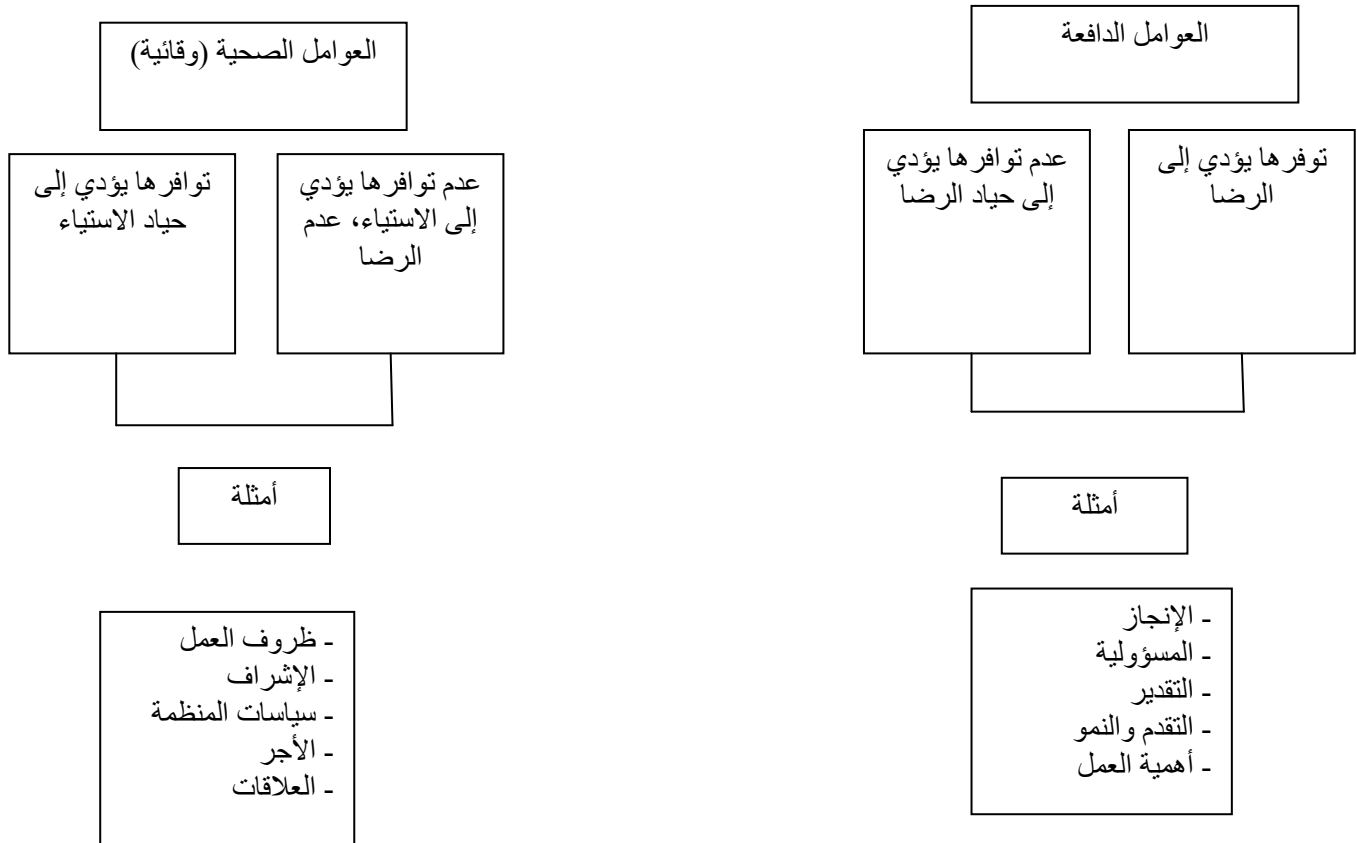 العوامل الدافعة
توفرها يؤدي إلى
الرضا
عدم توافرها يؤدي
إلى حياد الرضا
أمثلة
- الإنجاز
- المسؤولية
- التقدير
- التقدم والنمو
- أهمية العمل
العوامل الصحية (وقائية)
عدم توافرها يؤدي
إلى الاستياء، عدم
الرضا
توافرها يؤدي إلى
حياد الاستياء
أمثلة
- ظروف العمل
- الإشراف
- سياسات المنظمة
- الأجر
- العلاقات